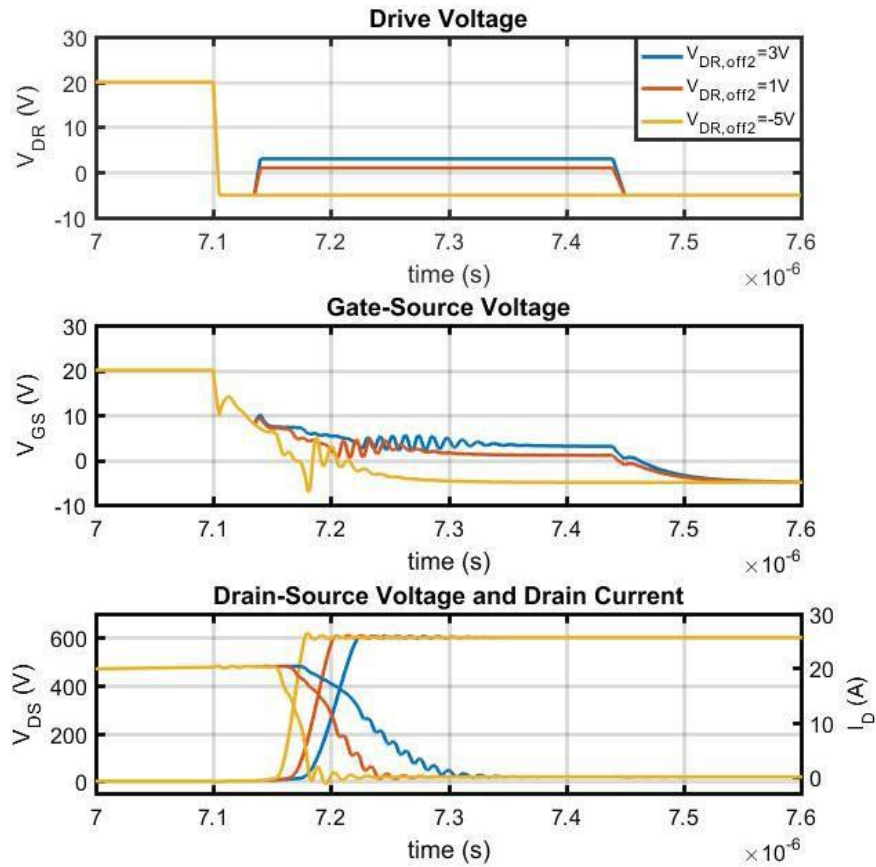 Drive Voltage
30
20
10
0
-10
V_DR (V)
V_DR,off2=3V
V_DR,off2=1V
V_DR,off2=-5V
7 7.1 7.2 7.3 7.4 7.5 7.6
time (s)
×10^-6
Gate-Source Voltage
30
20
10
0
-10
V_GS (V)
7 7.1 7.2 7.3 7.4 7.5 7.6
time (s)
×10^-6
Drain-Source Voltage and Drain Current
600
400
200
0
V_DS (V)
30
20
10
0
I_D (A)
7 7.1 7.2 7.3 7.4 7.5 7.6
time (s)
×10^-6